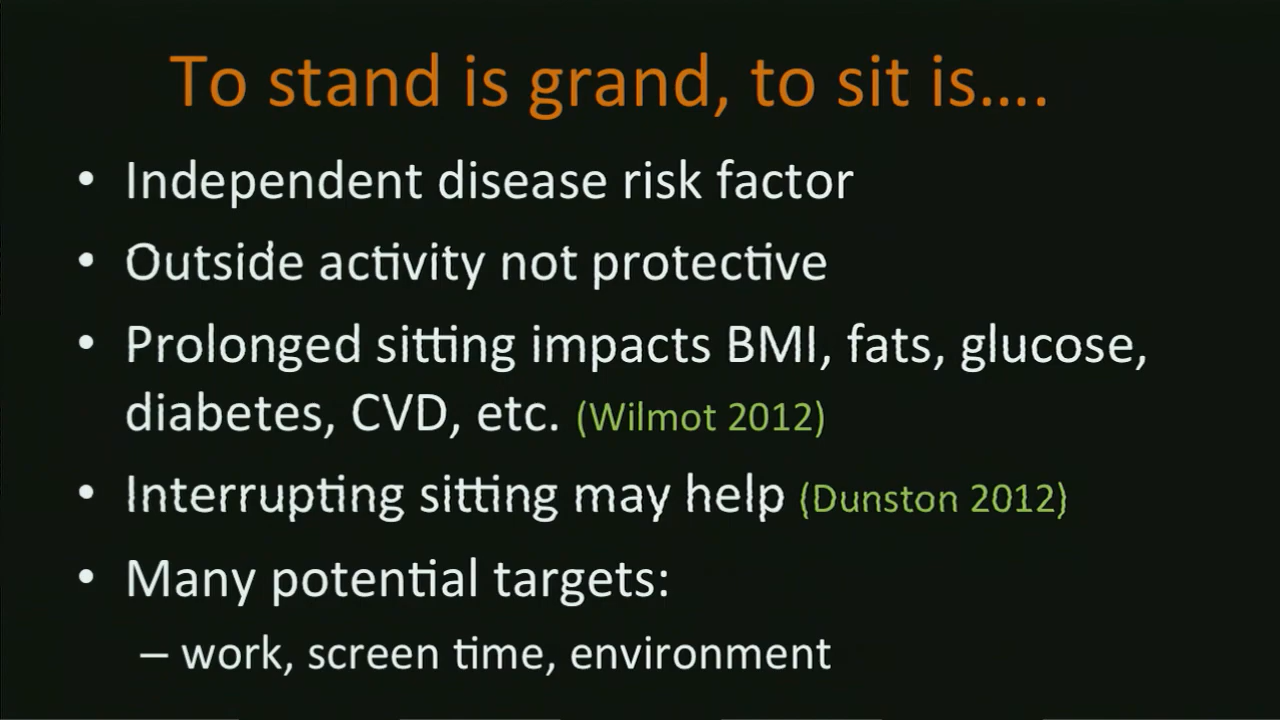 To stand is grand, to sit is....
• Independent disease risk factor
• Outside activity not protective
• Prolonged sitting impacts BMI, fats, glucose,
diabetes, CVD, etc. (Wilmot 2012)
• Interrupting sitting may help (Dunston 2012)
• Many potential targets:
– work, screen time, environment